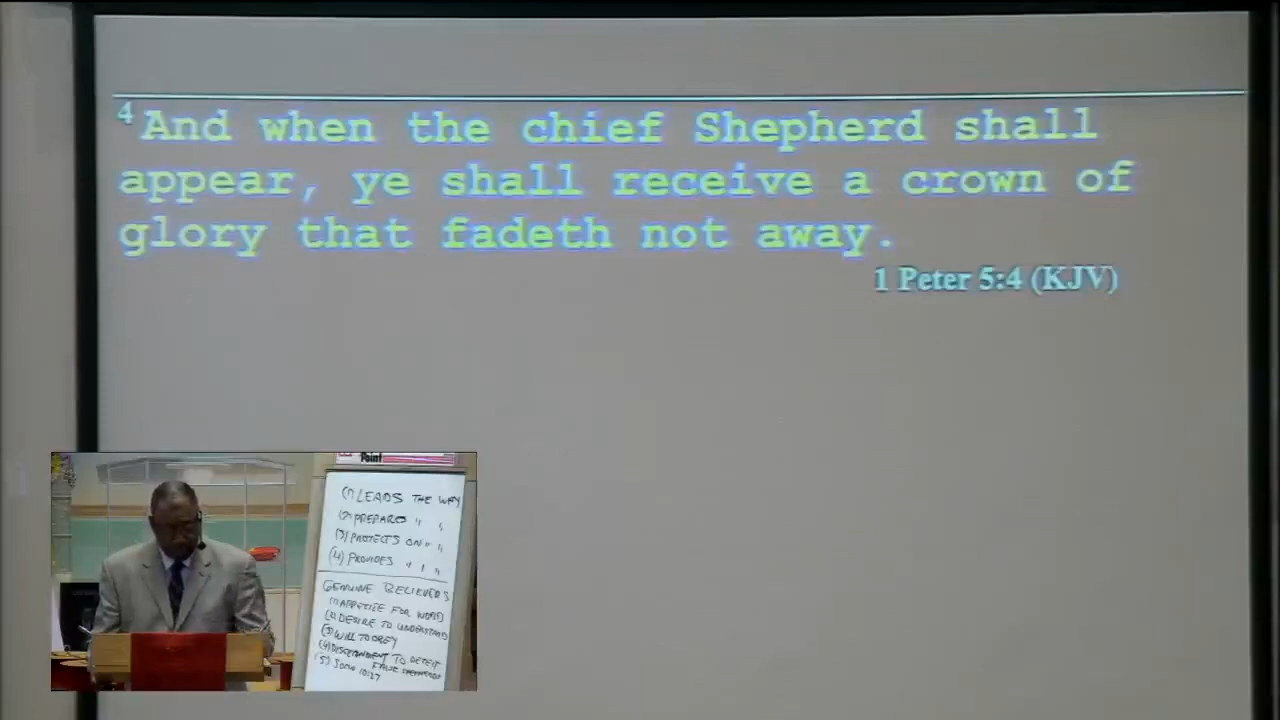 4 And when the chief Shepherd shall
appear, ye shall receive a crown of
glory that fadeth not away.
1 Peter 5:4 (KJV)
Point
(1) LEADS THE WAY
(2) PREPARES " "
(3) PROTECTS ON " "
(4) PROVIDES " " "
GENUINE BELIEVERS
(1) APPETITE FOR WORD
(2) DESIRE TO UNDERSTAND
(3) WILL TO OBEY
(4) DISCERNMENT TO DETECT
FALSE SHEPHERDS
(5) JOHN 10:27